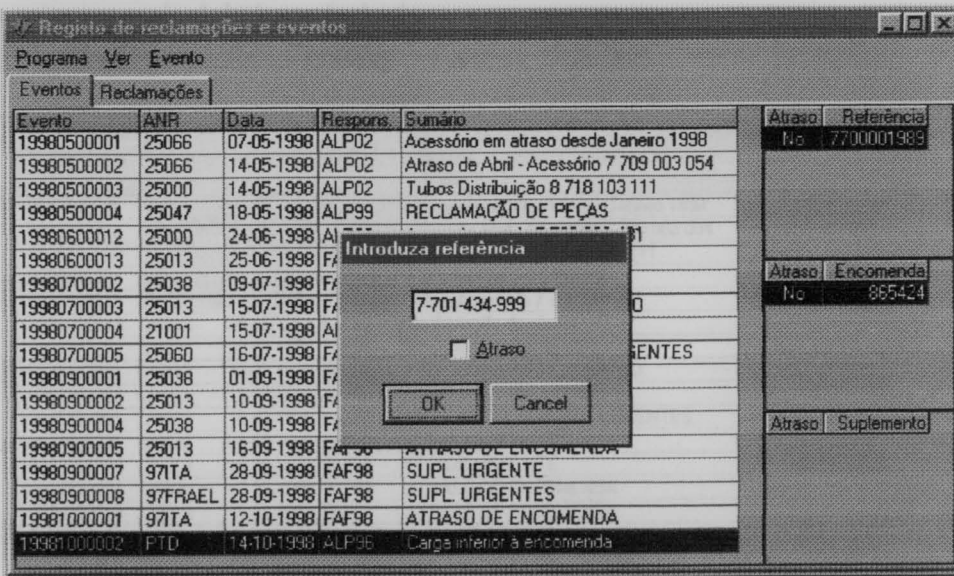 Registo de reclamações e eventos
Programa Ver Evento
Eventos Reclamações
Evento ANR Data Respons. Sumário
19980500001 25066 07-05-1998 ALP02 Acessório em atraso desde Janeiro 1998
19980500002 25066 14-05-1998 ALP02 Atraso de Abril - Acessório 7 709 003 054
19980500003 25000 14-05-1998 ALP02 Tubos Distribuição 8 718 103 111
19980500004 25047 18-05-1998 ALP99 RECLAMAÇÃO DE PEÇAS
19980600012 25000 24-06-1998
19980600013 25013 25-06-1998
19980700002 25038 09-07-1998
19980700003 25013 15-07-1998
19980700004 21001 15-07-1998
19980700005 25060 16-07-1998 GENTES
19980900001 25038 01-09-1998
19980900002 25013 10-09-1998
19980900004 25038 10-09-1998
19980900005 25013 16-09-1998 FAF98 ATRASO DE ENCOMENDA
19980900007 97ITA 28-09-1998 FAF98 SUPL. URGENTE
19980900008 97FRAEL 28-09-1998 FAF98 SUPL. URGENTES
19981000001 97ITA 12-10-1998 FAF98 ATRASO DE ENCOMENDA
19981000002 PTD 14-10-1998 ALP96 Carga inferior à encomenda
Introduza referência
7-701-434-999
Atraso
OK Cancel
Atraso Referência
No 7700001989
Atraso Encomenda
No 865424
Atraso Suplemento